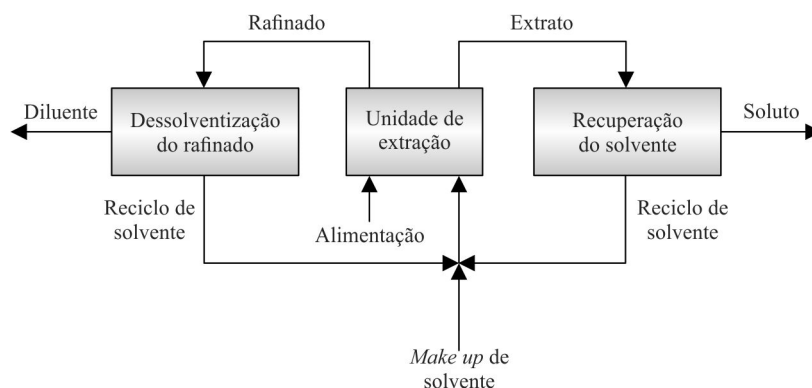 Rafinado
Extrato
Diluente
Dessolventização
do rafinado
Unidade de
extração
Recuperação
do solvente
Soluto
Reciclo de
solvente
Alimentação
Reciclo de
solvente
Make up de
solvente